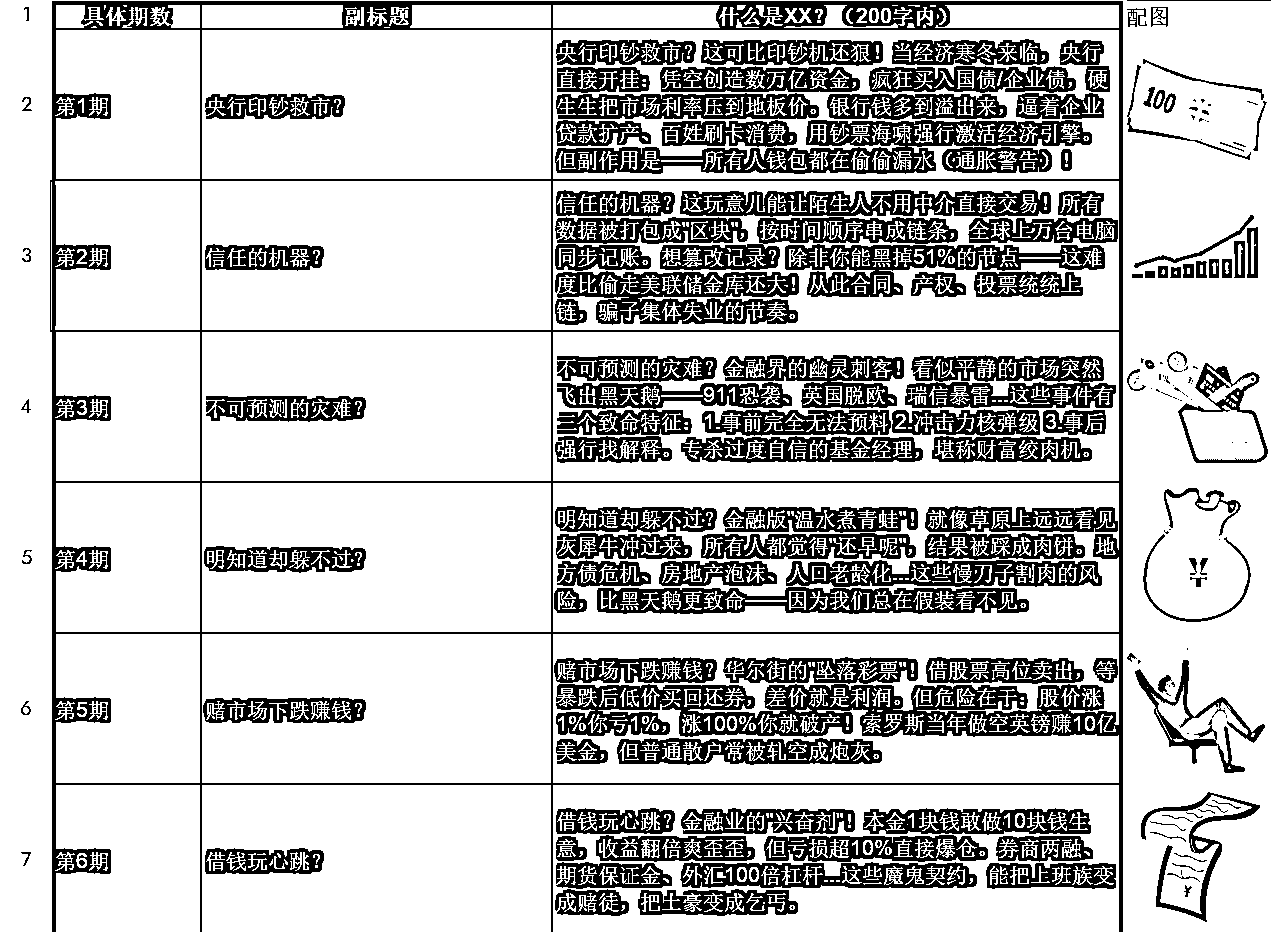 1 具体期数 副标题 什么是XX？（200字内） 配图
2 第1期 央行印钞救市？
央行印钞救市？这可比印钞机还狠！当经济寒冬来临，央行
直接开挂：凭空创造数万亿资金，疯狂买入国债/企业债，硬
生生把市场利率压到地板价。银行钱多到溢出来，逼着企业
贷款扩产、百姓刷卡消费，用钞票海啸强行激活经济引擎。
但副作用是——所有人钱包都在偷偷漏水（通胀警告）！
100
3 第2期 信任的机器？
信任的机器？这玩意儿能让陌生人不用中介直接交易！所有
数据被打包成"区块"，按时间顺序串成链条，全球上万台电脑
同步记账。想篡改记录？除非你能黑掉51%的节点——这难
度比偷走美联储金库还大！从此合同、产权、投票统统上
链，骗子集体失业的节奏。
4 第3期 不可预测的灾难？
不可预测的灾难？金融界的幽灵刺客！看似平静的市场突然
飞出黑天鹅——911恐袭、英国脱欧、瑞信暴雷...这些事件有
三个致命特征：1.事前完全无法预料 2.冲击力核弹级 3.事后
强行找解释。专杀过度自信的基金经理，堪称财富绞肉机。
5 第4期 明知道却躲不过？
明知道却躲不过？金融版"温水煮青蛙"！就像草原上远远看见
灰犀牛冲过来，所有人都觉得"还早呢"，结果被踩成肉饼。地
方债危机、房地产泡沫、人口老龄化...这些慢刀子割肉的风
险，比黑天鹅更致命——因为我们总在假装看不见。
¥
6 第5期 赌市场下跌赚钱？
赌市场下跌赚钱？华尔街的"坠落彩票"！借股票高位卖出，等
暴跌后低价买回还券，差价就是利润。但危险在于：股价涨
1%你亏1%，涨100%你就破产！索罗斯当年做空英镑赚10亿
美金，但普通散户常被轧空成炮灰。
7 第6期 借钱玩心跳？
借钱玩心跳？金融业的"兴奋剂"！本金1块钱敢做10块钱生
意，收益翻倍爽歪歪，但亏损超10%直接爆仓。券商两融、
期货保证金、外汇100倍杠杆...这些魔鬼契约，能把上班族变
成赌徒，把土豪变成乞丐。
¥